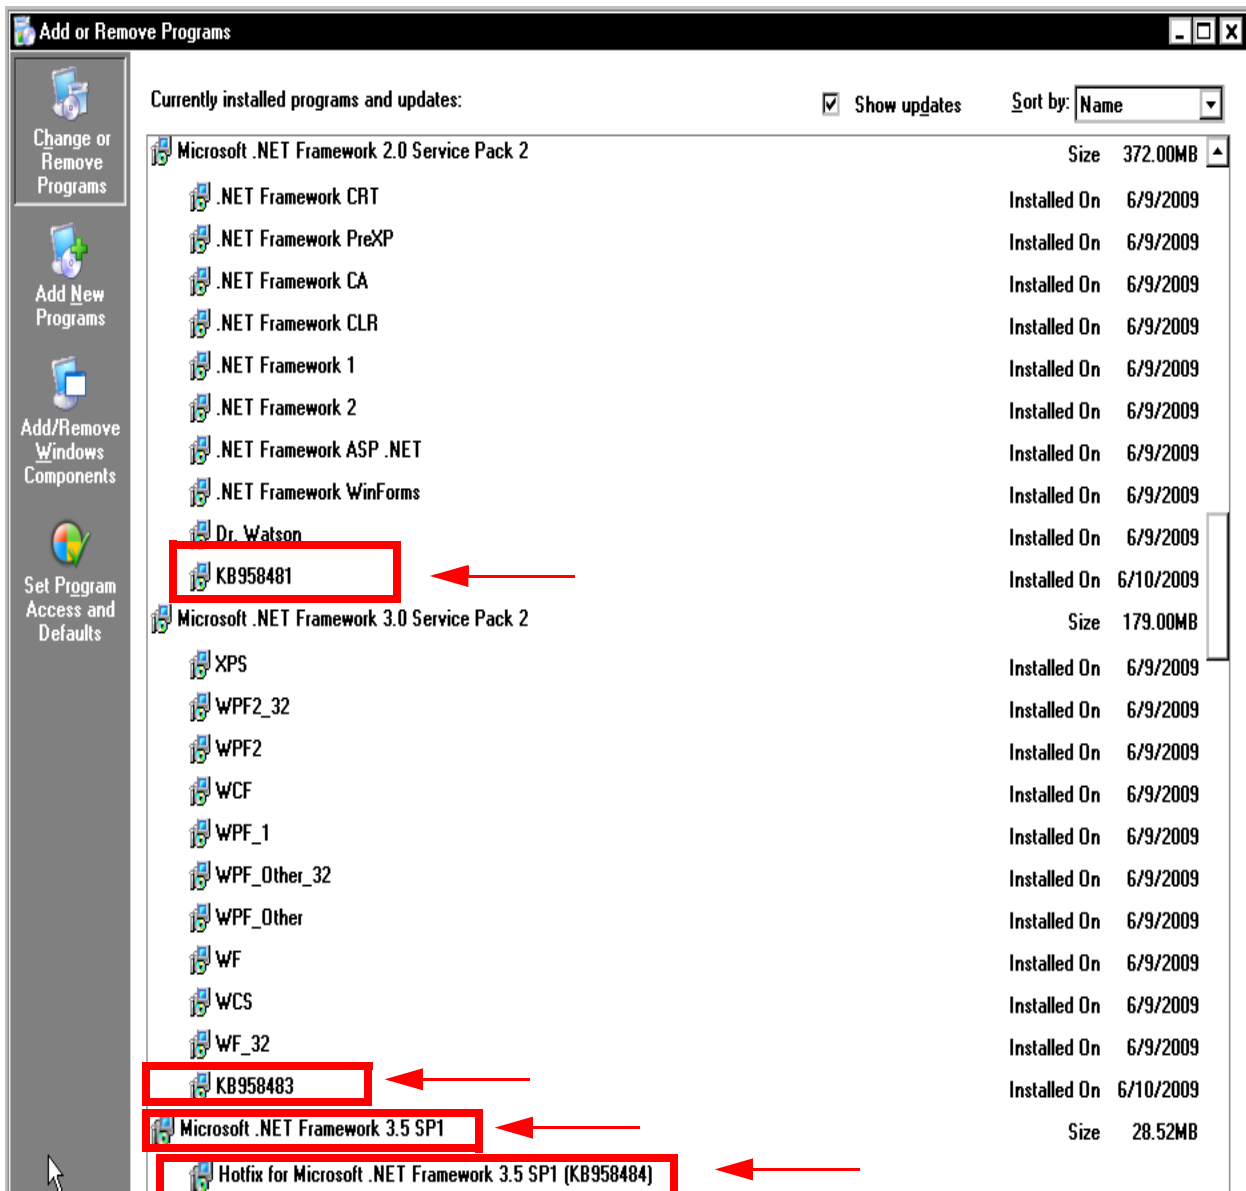 Add or Remove Programs
Change or
Remove
Programs
Add New
Programs
Add/Remove
Windows
Components
Set Program
Access and
Defaults
Currently installed programs and updates:
Show updates
Sort by: Name
Microsoft .NET Framework 2.0 Service Pack 2 Size 372.00MB
.NET Framework CRT Installed On 6/9/2009
.NET Framework PreXP Installed On 6/9/2009
.NET Framework CA Installed On 6/9/2009
.NET Framework CLR Installed On 6/9/2009
.NET Framework 1 Installed On 6/9/2009
.NET Framework 2 Installed On 6/9/2009
.NET Framework ASP .NET Installed On 6/9/2009
.NET Framework WinForms Installed On 6/9/2009
Dr. Watson Installed On 6/9/2009
KB958481 Installed On 6/10/2009
Microsoft .NET Framework 3.0 Service Pack 2 Size 179.00MB
XPS Installed On 6/9/2009
WPF2_32 Installed On 6/9/2009
WPF2 Installed On 6/9/2009
WCF Installed On 6/9/2009
WPF_1 Installed On 6/9/2009
WPF_Other_32 Installed On 6/9/2009
WPF_Other Installed On 6/9/2009
WF Installed On 6/9/2009
WCS Installed On 6/9/2009
WF_32 Installed On 6/9/2009
KB958483 Installed On 6/10/2009
Microsoft .NET Framework 3.5 SP1 Size 28.52MB
Hotfix for Microsoft .NET Framework 3.5 SP1 (KB958484)